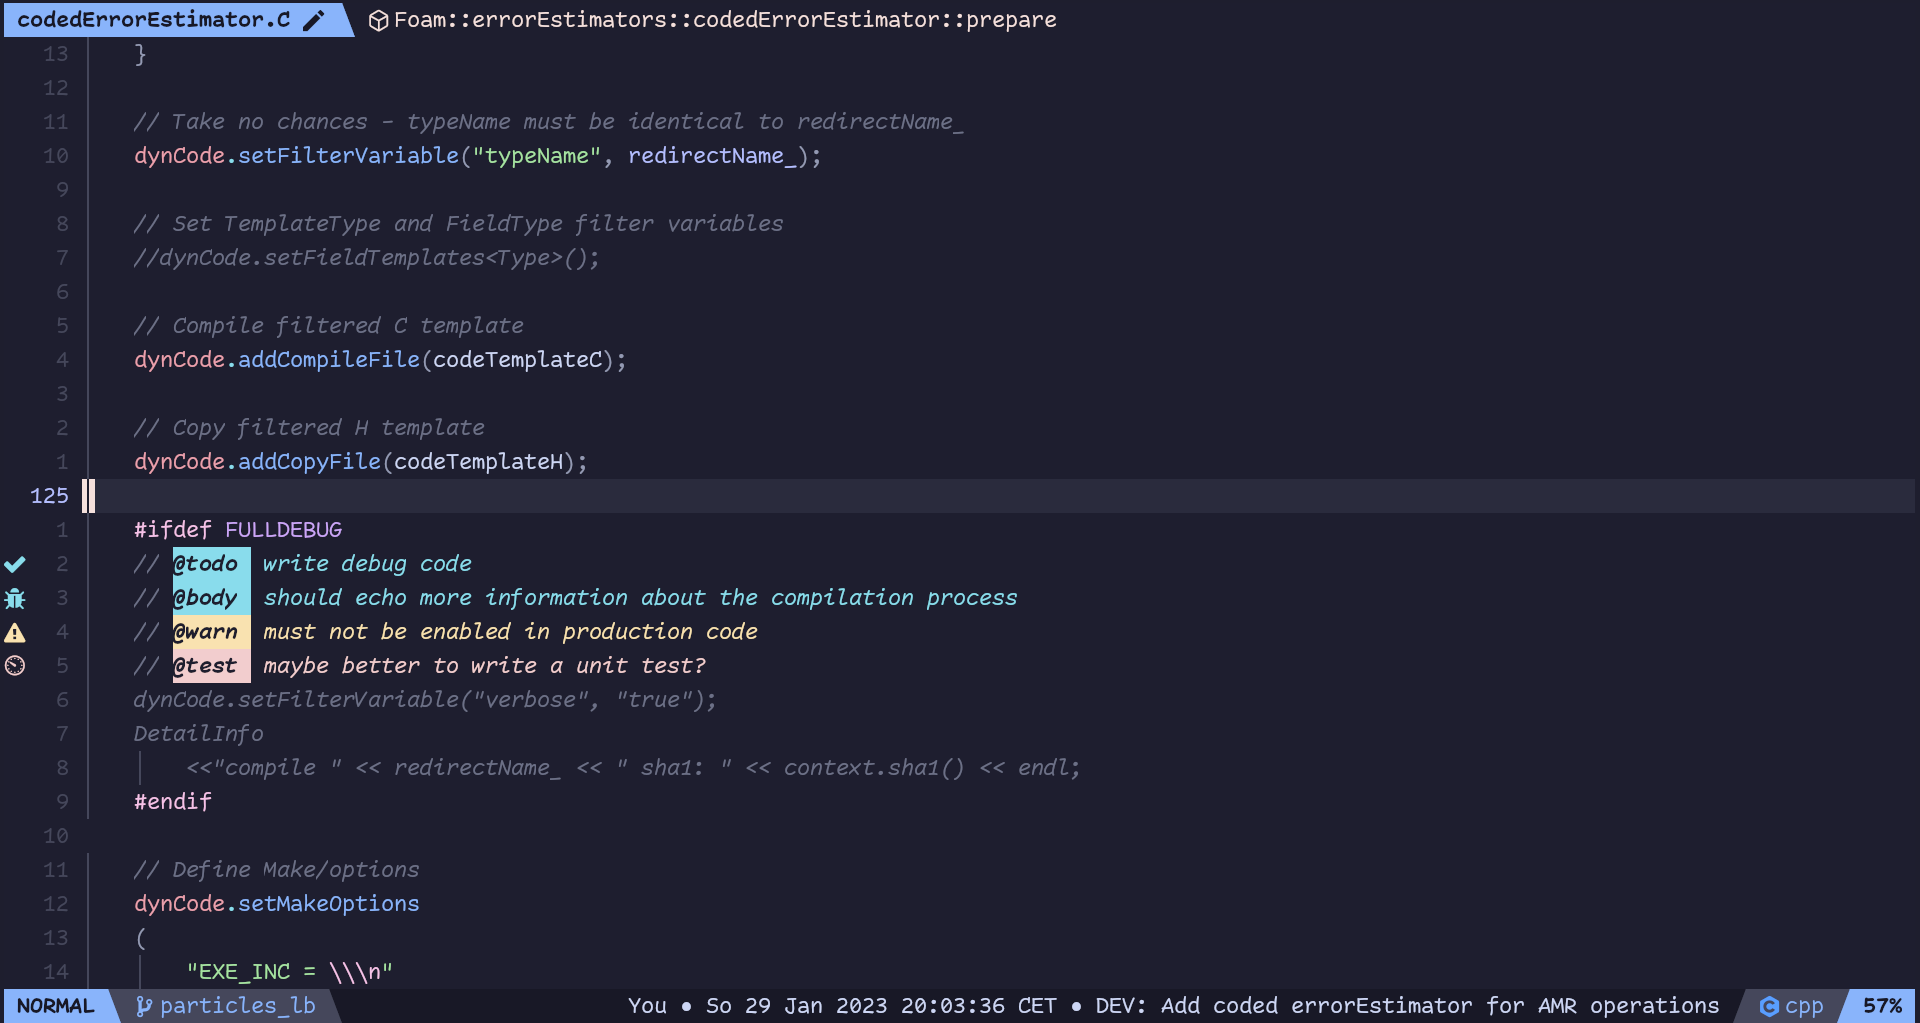 codedErrorEstimator.C Foam::errorEstimators::codedErrorEstimator::prepare
13 }
12
11 // Take no chances - typeName must be identical to redirectName_
10 dynCode.setFilterVariable("typeName", redirectName_);
9
8 // Set TemplateType and FieldType filter variables
7 //dynCode.setFieldTemplates<Type>();
6
5 // Compile filtered C template
4 dynCode.addCompileFile(codeTemplateC);
3
2 // Copy filtered H template
1 dynCode.addCopyFile(codeTemplateH);
125
1 #ifdef FULLDEBUG
2 // @todo write debug code
3 // @body should echo more information about the compilation process
4 // @warn must not be enabled in production code
5 // @test maybe better to write a unit test?
6 dynCode.setFilterVariable("verbose", "true");
7 DetailInfo
8 <<"compile " << redirectName_ << " sha1: " << context.sha1() << endl;
9 #endif
10
11 // Define Make/options
12 dynCode.setMakeOptions
13 (
14 "EXE_INC = \\\n"
NORMAL particles_lb You • So 29 Jan 2023 20:03:36 CET • DEV: Add coded errorEstimator for AMR operations cpp 57%